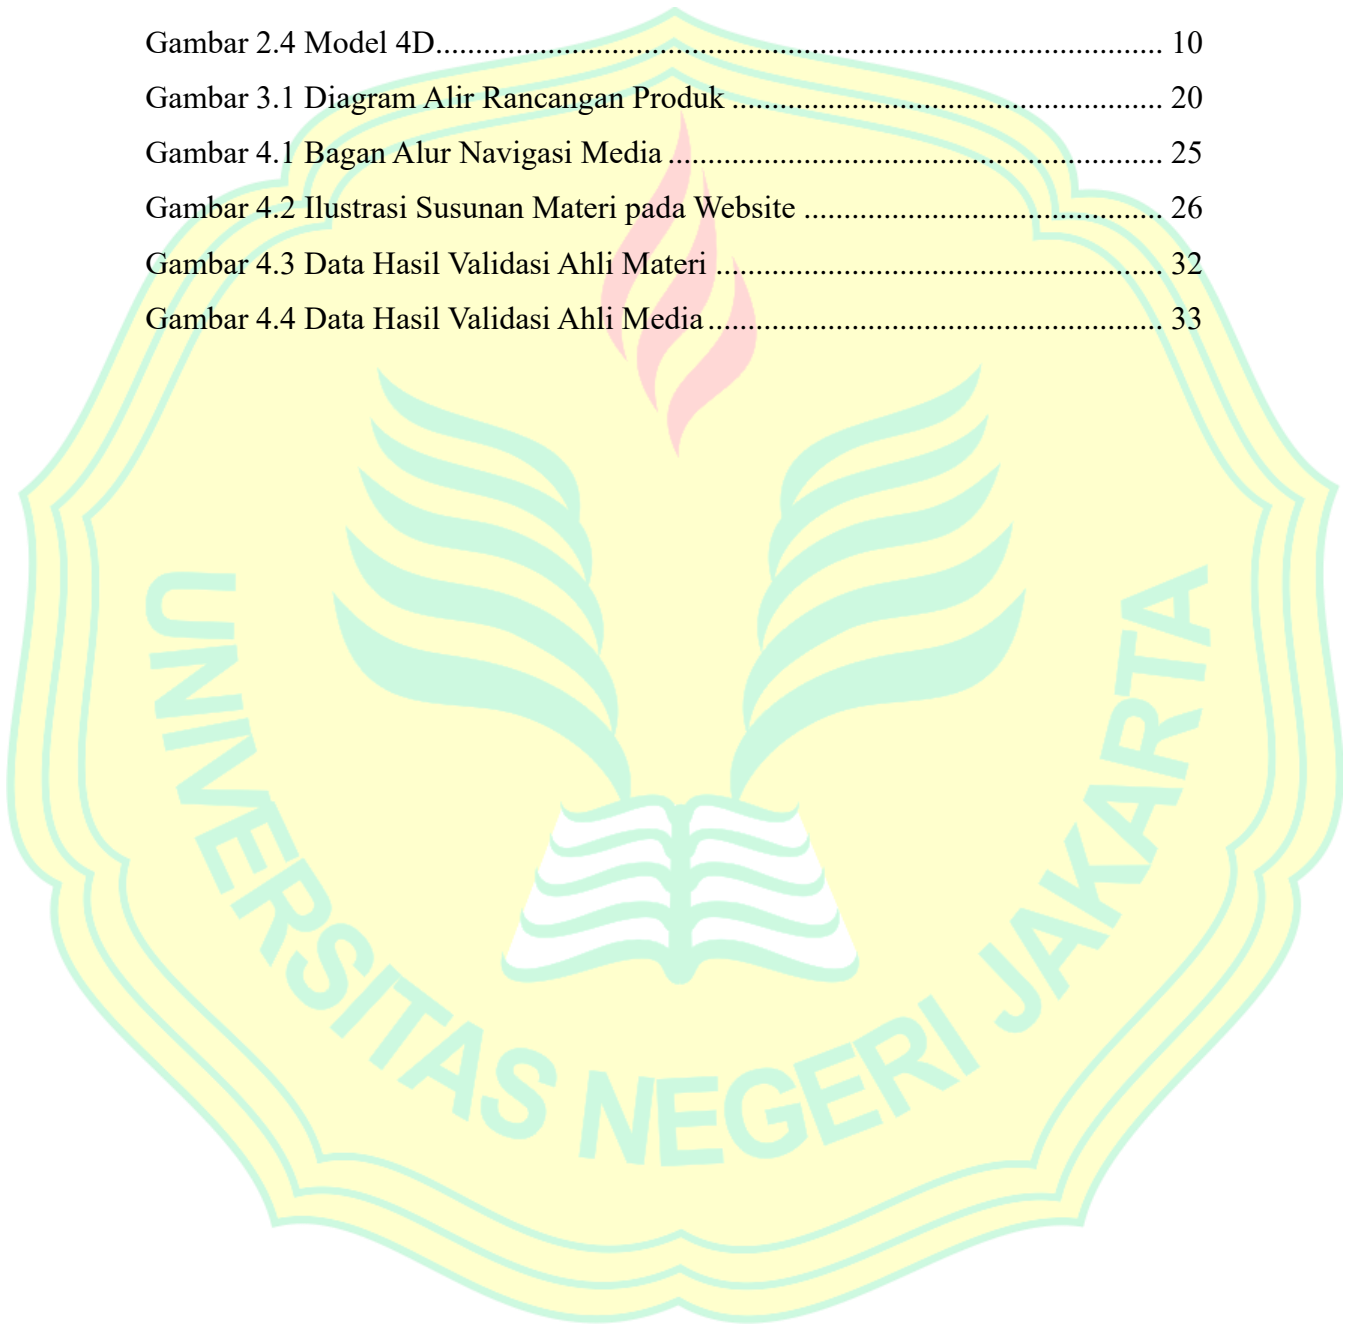 Gambar 2.4 Model 4D.......................................................................................... 10
Gambar 3.1 Diagram Alir Rancangan Produk ..................................................... 20
Gambar 4.1 Bagan Alur Navigasi Media ............................................................. 25
Gambar 4.2 Ilustrasi Susunan Materi pada Website ............................................ 26
Gambar 4.3 Data Hasil Validasi Ahli Materi ....................................................... 32
Gambar 4.4 Data Hasil Validasi Ahli Media ........................................................ 33
UNIVERSITAS NEGERI JAKARTA